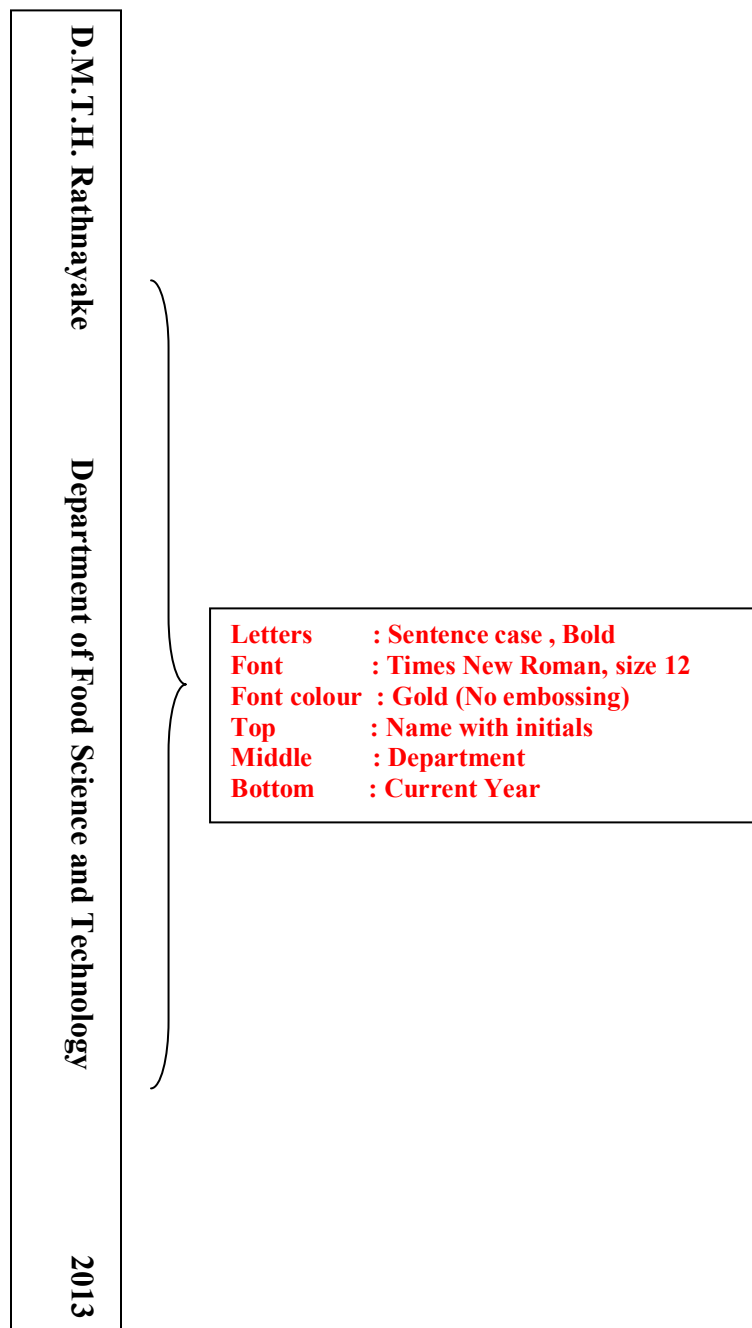 D.M.T.H. Rathnayake
Department of Food Science and Technology
2013
Letters : Sentence case , Bold
Font : Times New Roman, size 12
Font colour : Gold (No embossing)
Top : Name with initials
Middle : Department
Bottom : Current Year